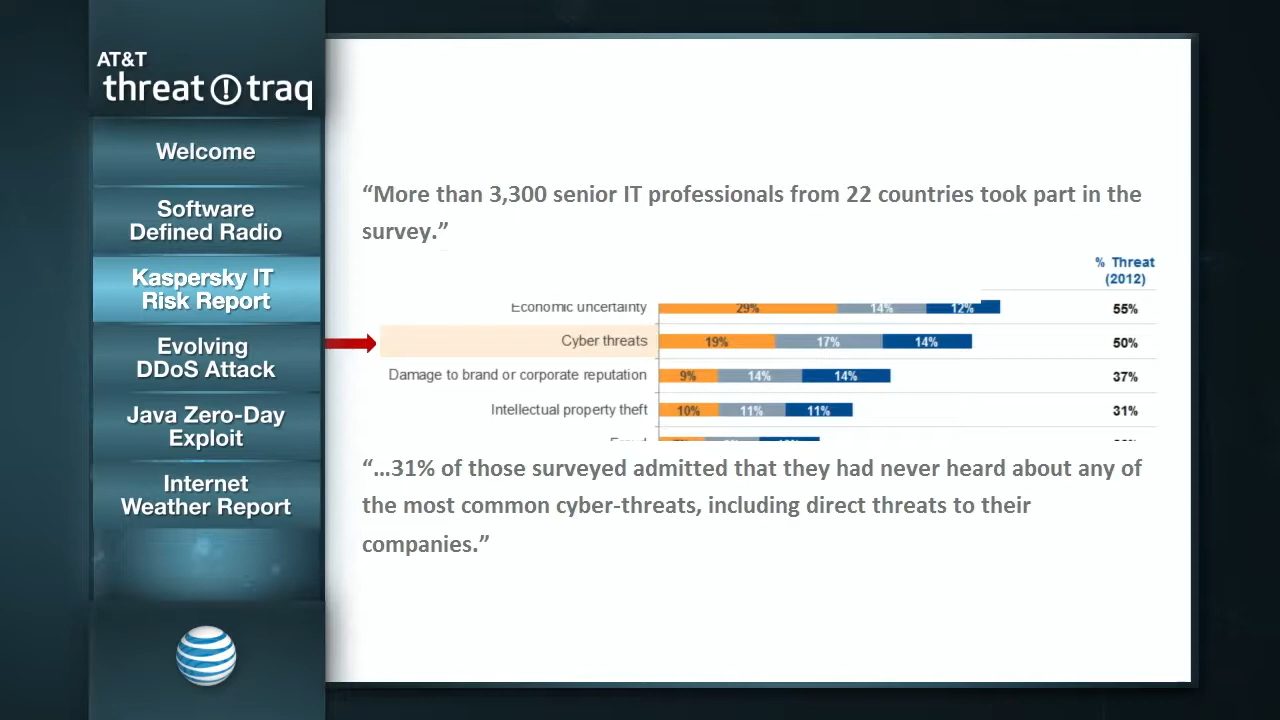 AT&T
threat ! traq
Welcome
Software
Defined Radio
Kaspersky IT
Risk Report
Evolving
DDoS Attack
Java Zero-Day
Exploit
Internet
Weather Report
“More than 3,300 senior IT professionals from 22 countries took part in the
survey.”
% Threat
(2012)
Economic uncertainty 29% 14% 12% 55%
Cyber threats 19% 17% 14% 50%
Damage to brand or corporate reputation 9% 14% 14% 37%
Intellectual property theft 10% 11% 11% 31%
“…31% of those surveyed admitted that they had never heard about any of
the most common cyber-threats, including direct threats to their
companies.”